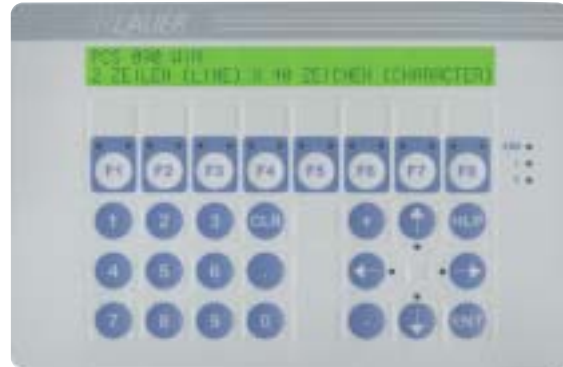 LAUER
PCS 090 WIN
2 ZEILEN (LINE) X 40 ZEICHEN (CHARACTER)
F1 F2 F3 F4 F5 F6 F7 F8
1 2 3 CLR + HLP
4 5 6 .
7 8 9 0 - ENT